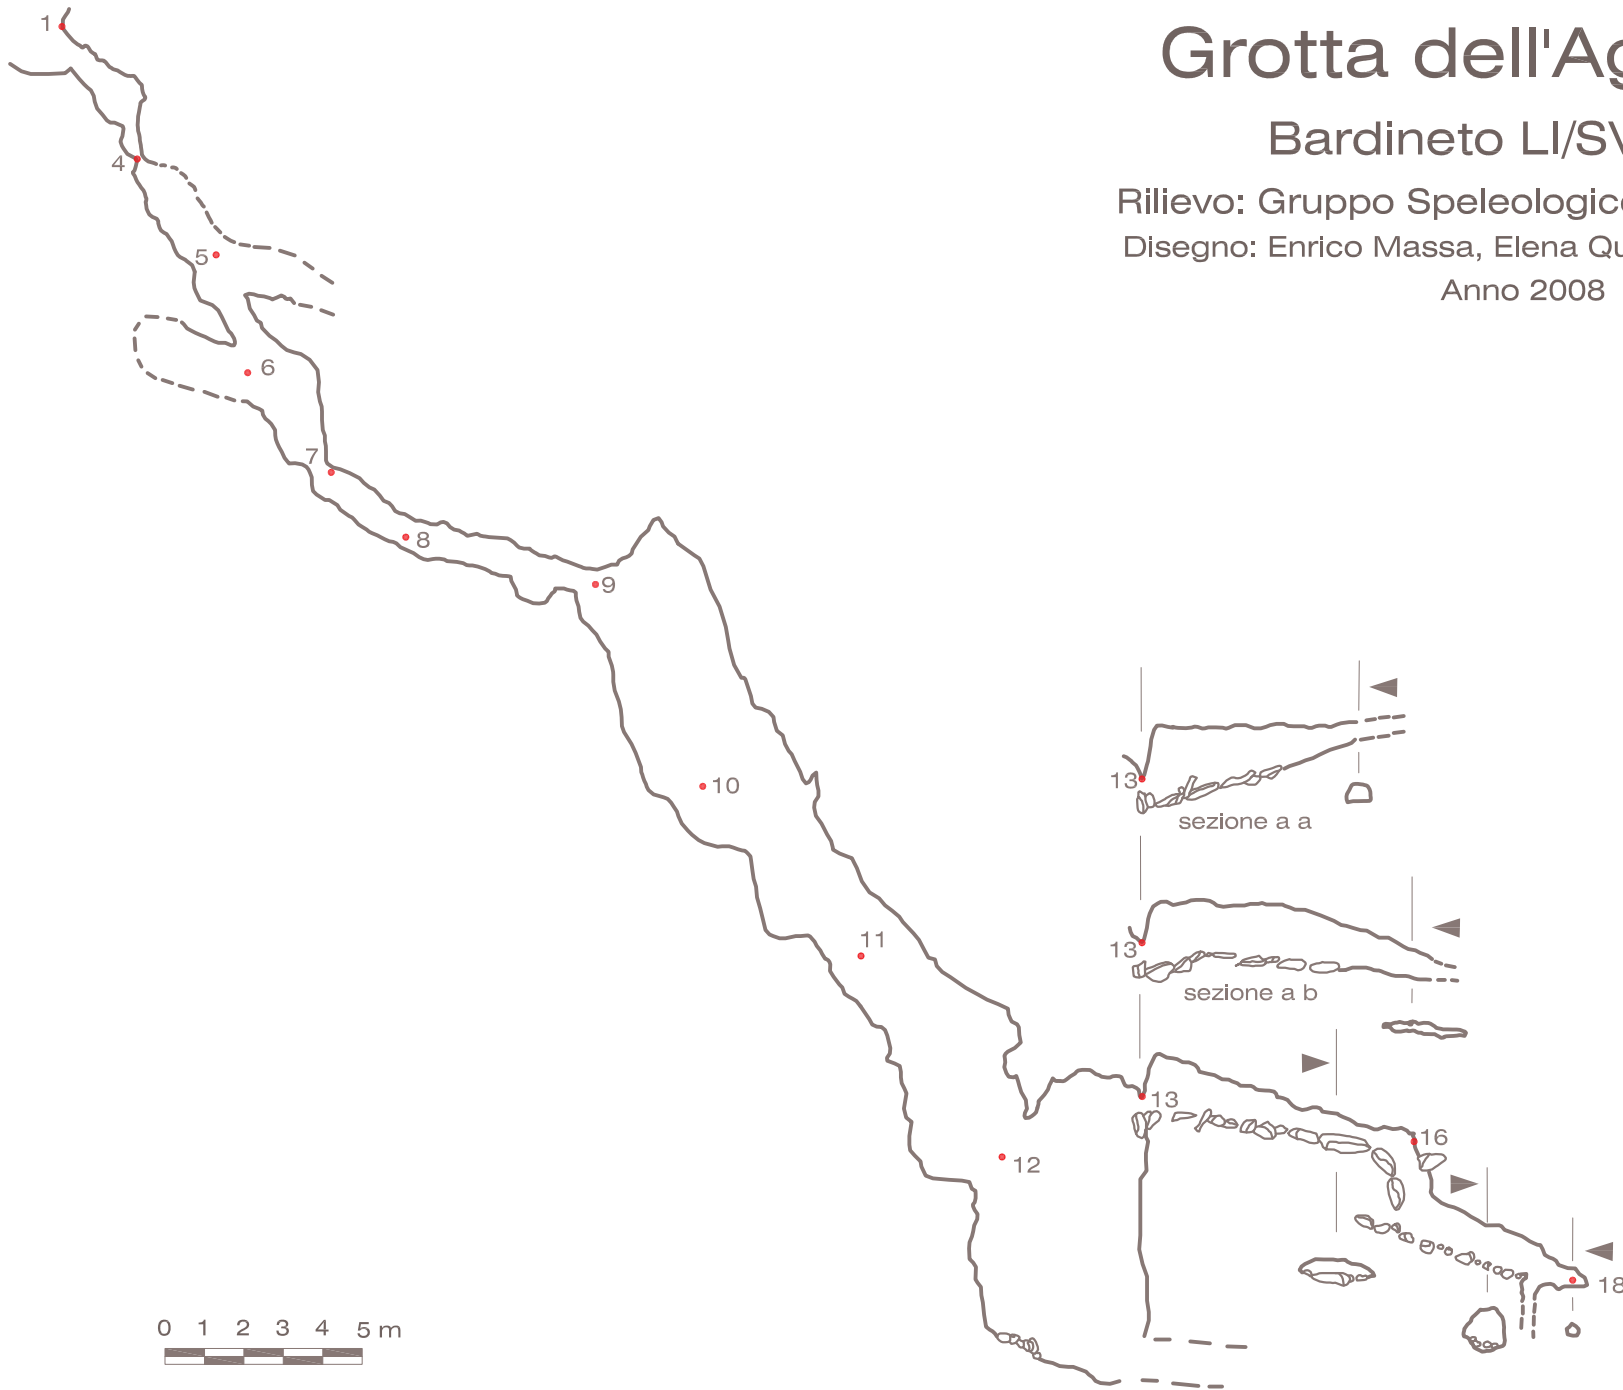 Grotta dell'Ag
Bardineto LI/SV
Rilievo: Gruppo Speleologico
Disegno: Enrico Massa, Elena Qu
Anno 2008
1
4
5
6
7
8
9
10
11
12
13
sezione a a
13
sezione a b
13
16
18
0 1 2 3 4 5 m